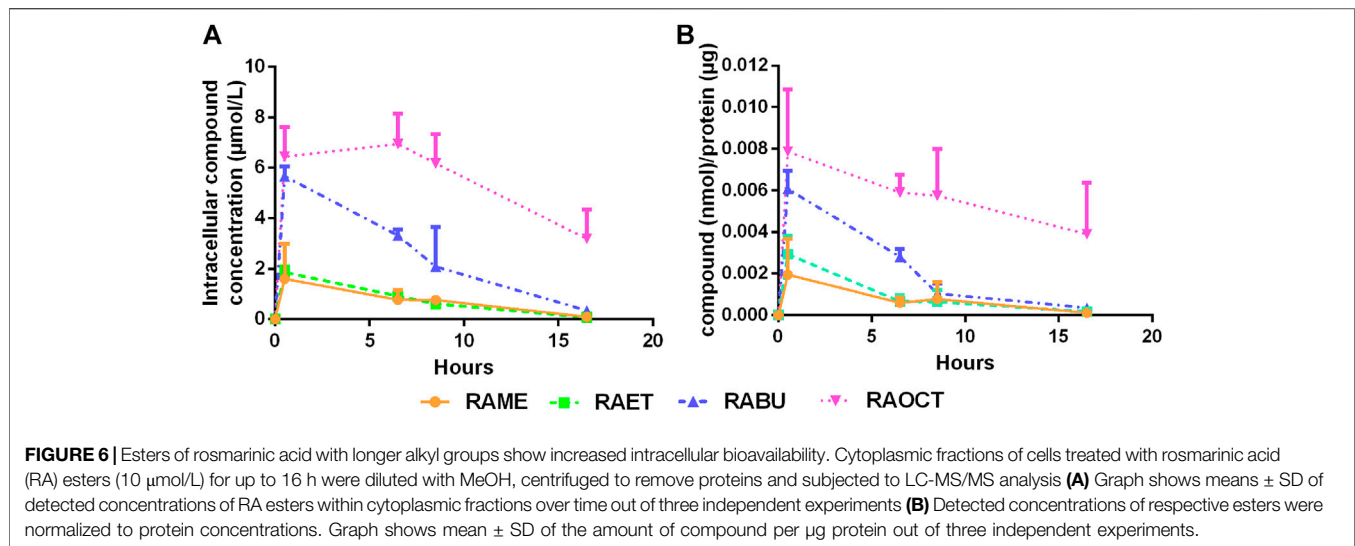 A
Intracellular compound
concentration (μmol/L)
10
8
6
4
2
0
0 5 10 15 20
Hours
B
compound (nmol)/protein (μg)
0.012
0.010
0.008
0.006
0.004
0.002
0.000
0 5 10 15 20
Hours
RAME RAET RABU RAOCT
FIGURE 6 | Esters of rosmarinic acid with longer alkyl groups show increased intracellular bioavailability. Cytoplasmic fractions of cells treated with rosmarinic acid
(RA) esters (10 μmol/L) for up to 16 h were diluted with MeOH, centrifuged to remove proteins and subjected to LC-MS/MS analysis (A) Graph shows means ± SD of
detected concentrations of RA esters within cytoplasmic fractions over time out of three independent experiments (B) Detected concentrations of respective esters were
normalized to protein concentrations. Graph shows mean ± SD of the amount of compound per μg protein out of three independent experiments.